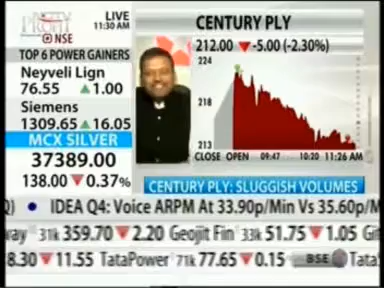 PROFIT
NSE
LIVE
11:30 AM
TOP 6 POWER GAINERS
Neyveli Lign
76.55 ▲1.00
Siemens
1309.65 ▲16.05
MCX SILVER
37389.00
138.00 ▼0.37%
CENTURY PLY
212.00 ▼-5.00 (-2.30%)
224
218
213
CLOSE OPEN 09:47 10:20 11:26 AM
CENTURY PLY: SLUGGISH VOLUMES
IDEA Q4: Voice ARPM At 33.90p/Min Vs 35.60p/M
way 31k 359.70 ▼2.20 Geojit Fin 33k 51.75 ▼1.05 Gi
8.30 ▼11.55 TataPower 71k 77.65 ▼0.15 BSE Tata